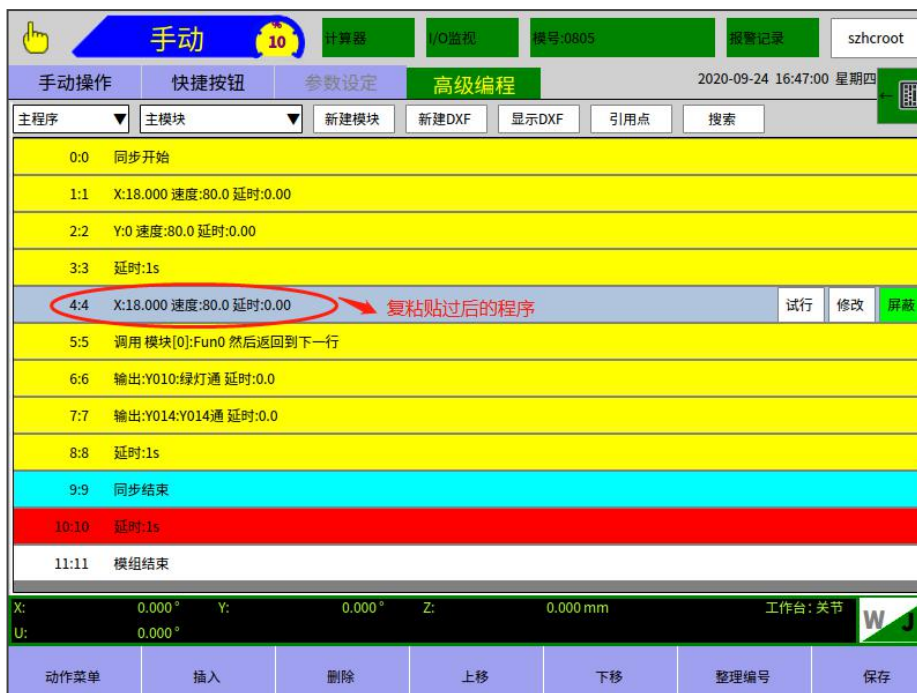 手动 % 10 计算器 I/O监视 模号:0805 报警记录 szhcroot
手动操作 快捷按钮 参数设定 高级编程 2020-09-24 16:47:00 星期四
主程序 ▼ 主模块 ▼ 新建模块 新建DXF 显示DXF 引用点 搜索
0:0 同步开始
1:1 X:18.000 速度:80.0 延时:0.00
2:2 Y:0 速度:80.0 延时:0.00
3:3 延时:1s
4:4 X:18.000 速度:80.0 延时:0.00 复粘贴过后的程序 试行 修改 屏蔽
5:5 调用 模块[0]:Fun0 然后返回到下一行
6:6 输出:Y010:绿灯通 延时:0.0
7:7 输出:Y014:Y014通 延时:0.0
8:8 延时:1s
9:9 同步结束
10:10 延时:1s
11:11 模组结束
X: 0.000° Y: 0.000° Z: 0.000 mm 工作台: 关节
U: 0.000° W J
动作菜单 插入 删除 上移 下移 整理编号 保存